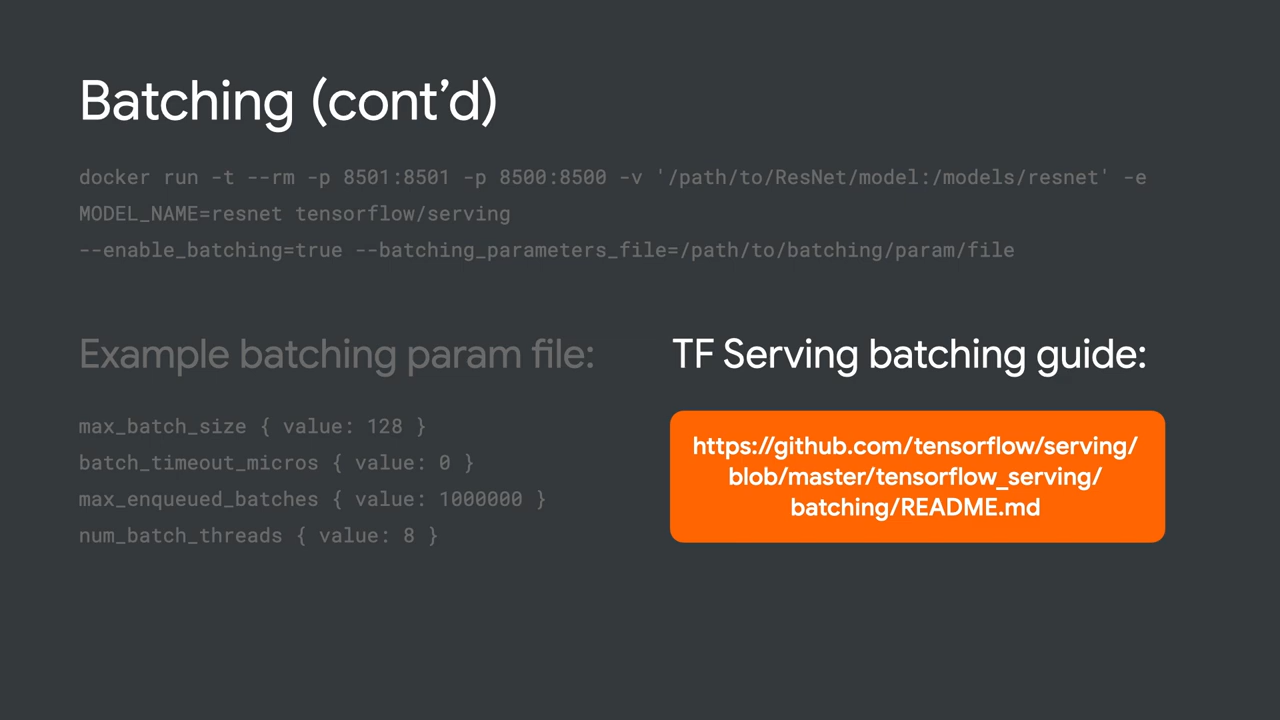 Batching (cont’d)
docker run -t --rm -p 8501:8501 -p 8500:8500 -v '/path/to/ResNet/model:/models/resnet' -e
MODEL_NAME=resnet tensorflow/serving
--enable_batching=true --batching_parameters_file=/path/to/batching/param/file
Example batching param file:
max_batch_size { value: 128 }
batch_timeout_micros { value: 0 }
max_enqueued_batches { value: 1000000 }
num_batch_threads { value: 8 }
TF Serving batching guide:
https://github.com/tensorflow/serving/
blob/master/tensorflow_serving/
batching/README.md